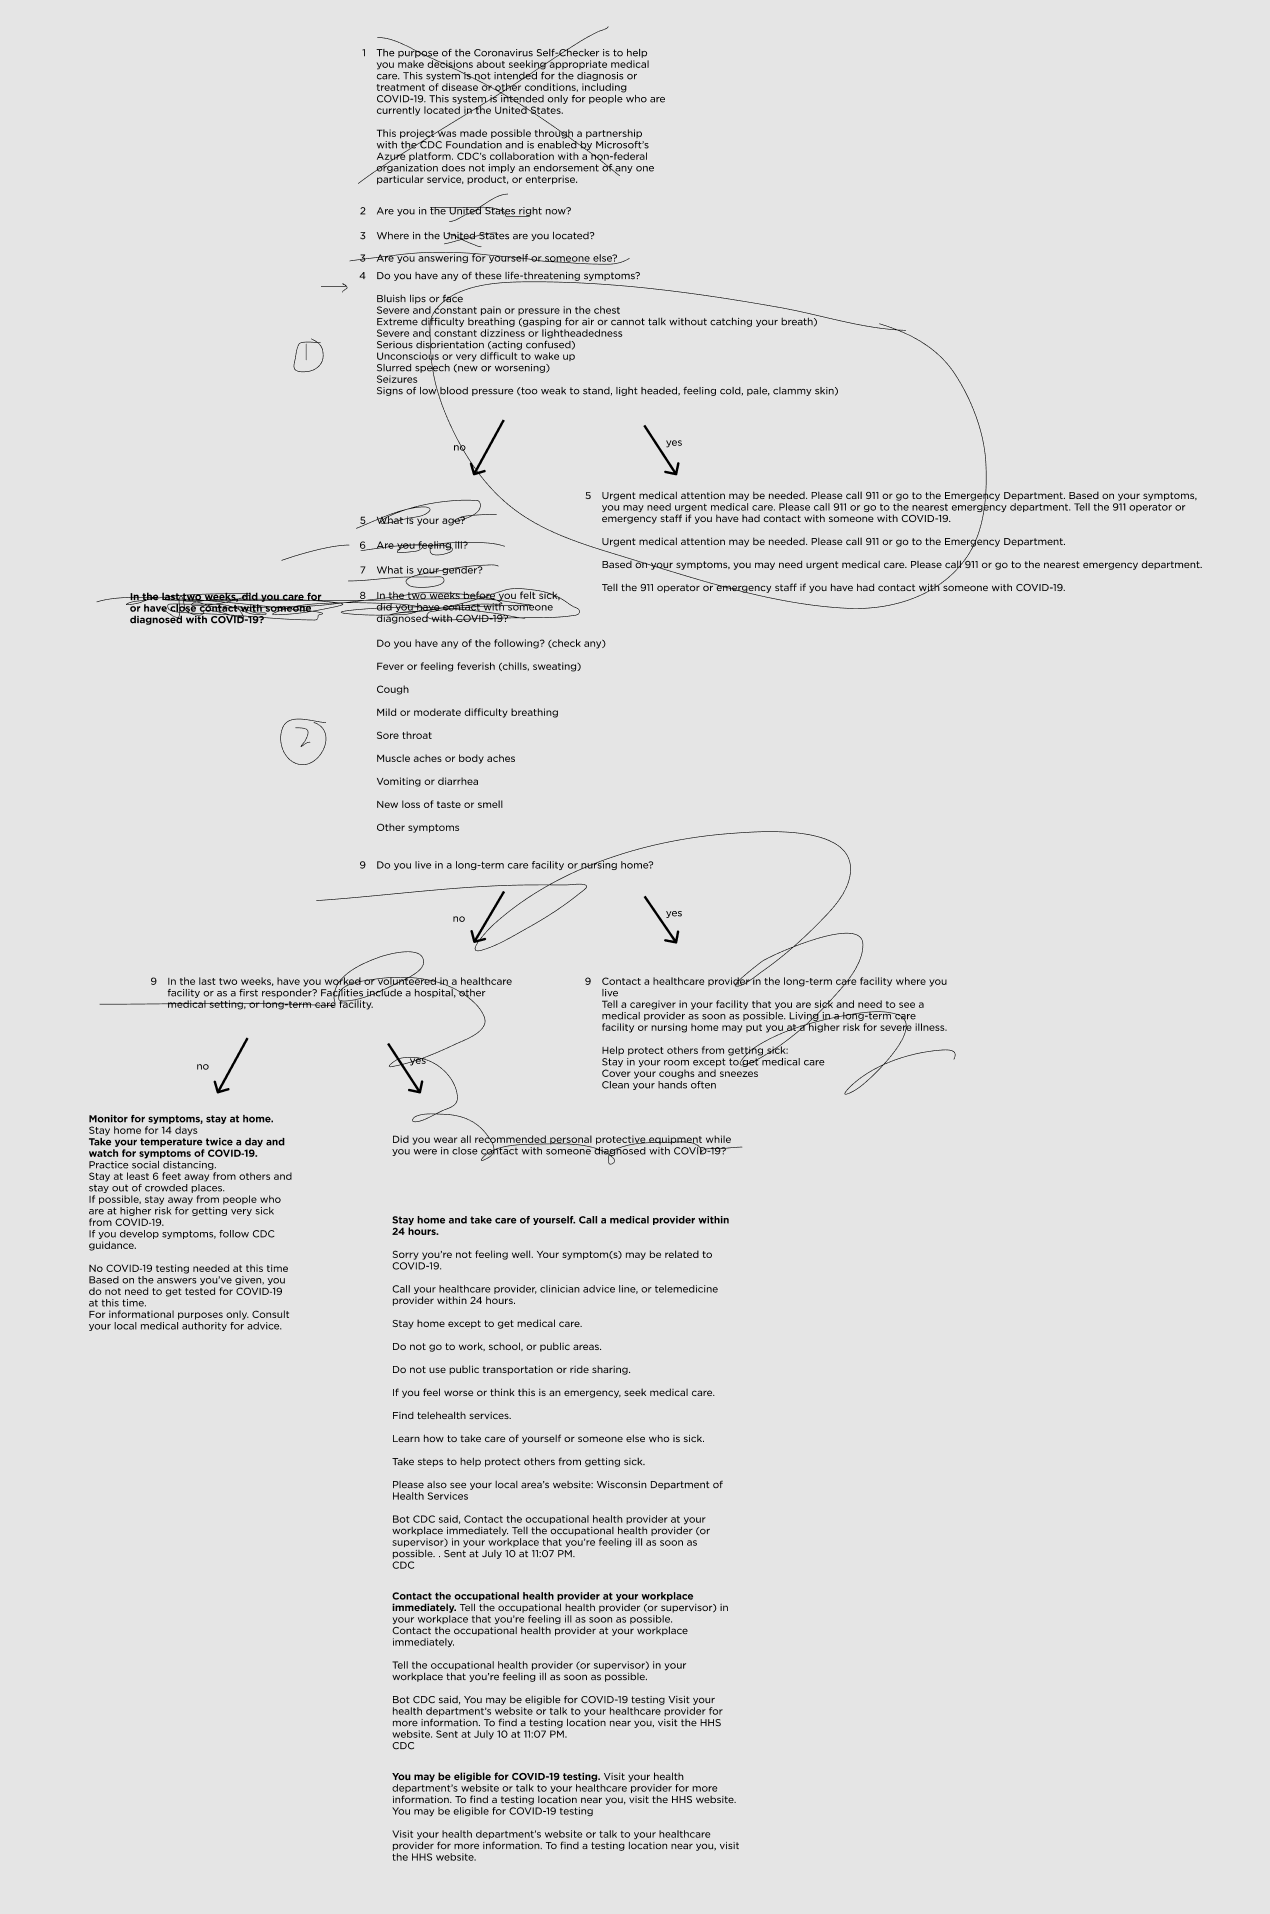 1 The purpose of the Coronavirus Self-Checker is to help
you make decisions about seeking appropriate medical
care. This system is not intended for the diagnosis or
treatment of disease or other conditions, including
COVID-19. This system is intended only for people who are
currently located in the United States.
This project was made possible through a partnership
with the CDC Foundation and is enabled by Microsoft's
Azure platform. CDC's collaboration with a non-federal
organization does not imply an endorsement of any one
particular service, product, or enterprise.
2 Are you in the United States right now?
3 Where in the United States are you located?
3 Are you answering for yourself or someone else?
4 Do you have any of these life-threatening symptoms?
Bluish lips or face
Severe and constant pain or pressure in the chest
Extreme difficulty breathing (gasping for air or cannot talk without catching your breath)
Severe and constant dizziness or lightheadedness
Serious disorientation (acting confused)
Unconscious or very difficult to wake up
Slurred speech (new or worsening)
Seizures
Signs of low blood pressure (too weak to stand, light headed, feeling cold, pale, clammy skin)
1
no
yes
5 Urgent medical attention may be needed. Please call 911 or go to the Emergency Department. Based on your symptoms,
you may need urgent medical care. Please call 911 or go to the nearest emergency department. Tell the 911 operator or
emergency staff if you have had contact with someone with COVID-19.
Urgent medical attention may be needed. Please call 911 or go to the Emergency Department.
Based on your symptoms, you may need urgent medical care. Please call 911 or go to the nearest emergency department.
Tell the 911 operator or emergency staff if you have had contact with someone with COVID-19.
5 What is your age?
6 Are you feeling ill?
7 What is your gender?
In the last two weeks, did you care for
or have close contact with someone
diagnosed with COVID-19?
8 In the two weeks before you felt sick,
did you have contact with someone
diagnosed with COVID-19?
Do you have any of the following? (check any)
Fever or feeling feverish (chills, sweating)
Cough
Mild or moderate difficulty breathing
2
Sore throat
Muscle aches or body aches
Vomiting or diarrhea
New loss of taste or smell
Other symptoms
9 Do you live in a long-term care facility or nursing home?
no
yes
9 In the last two weeks, have you worked or volunteered in a healthcare
facility or as a first responder? Facilities include a hospital, other
medical setting, or long-term care facility.
9 Contact a healthcare provider in the long-term care facility where you
live
Tell a caregiver in your facility that you are sick and need to see a
medical provider as soon as possible. Living in a long-term care
facility or nursing home may put you at a higher risk for severe illness.
Help protect others from getting sick:
Stay in your room except to get medical care
Cover your coughs and sneezes
Clean your hands often
no
yes
Monitor for symptoms, stay at home.
Stay home for 14 days
Take your temperature twice a day and
watch for symptoms of COVID-19.
Practice social distancing.
Stay at least 6 feet away from others and
stay out of crowded places.
If possible, stay away from people who
are at higher risk for getting very sick
from COVID-19.
If you develop symptoms, follow CDC
guidance.
No COVID-19 testing needed at this time
Based on the answers you've given, you
do not need to get tested for COVID-19
at this time.
For informational purposes only. Consult
your local medical authority for advice.
Did you wear all recommended personal protective equipment while
you were in close contact with someone diagnosed with COVID-19?
Stay home and take care of yourself. Call a medical provider within
24 hours.
Sorry you're not feeling well. Your symptom(s) may be related to
COVID-19.
Call your healthcare provider, clinician advice line, or telemedicine
provider within 24 hours.
Stay home except to get medical care.
Do not go to work, school, or public areas.
Do not use public transportation or ride sharing.
If you feel worse or think this is an emergency, seek medical care.
Find telehealth services.
Learn how to take care of yourself or someone else who is sick.
Take steps to help protect others from getting sick.
Please also see your local area's website: Wisconsin Department of
Health Services
Bot CDC said, Contact the occupational health provider at your
workplace immediately. Tell the occupational health provider (or
supervisor) in your workplace that you're feeling ill as soon as
possible. . Sent at July 10 at 11:07 PM.
CDC
Contact the occupational health provider at your workplace
immediately. Tell the occupational health provider (or supervisor) in
your workplace that you're feeling ill as soon as possible.
Contact the occupational health provider at your workplace
immediately.
Tell the occupational health provider (or supervisor) in your
workplace that you're feeling ill as soon as possible.
Bot CDC said, You may be eligible for COVID-19 testing Visit your
health department's website or talk to your healthcare provider for
more information. To find a testing location near you, visit the HHS
website. Sent at July 10 at 11:07 PM.
CDC
You may be eligible for COVID-19 testing. Visit your health
department's website or talk to your healthcare provider for more
information. To find a testing location near you, visit the HHS website.
You may be eligible for COVID-19 testing
Visit your health department's website or talk to your healthcare
provider for more information. To find a testing location near you, visit
the HHS website.